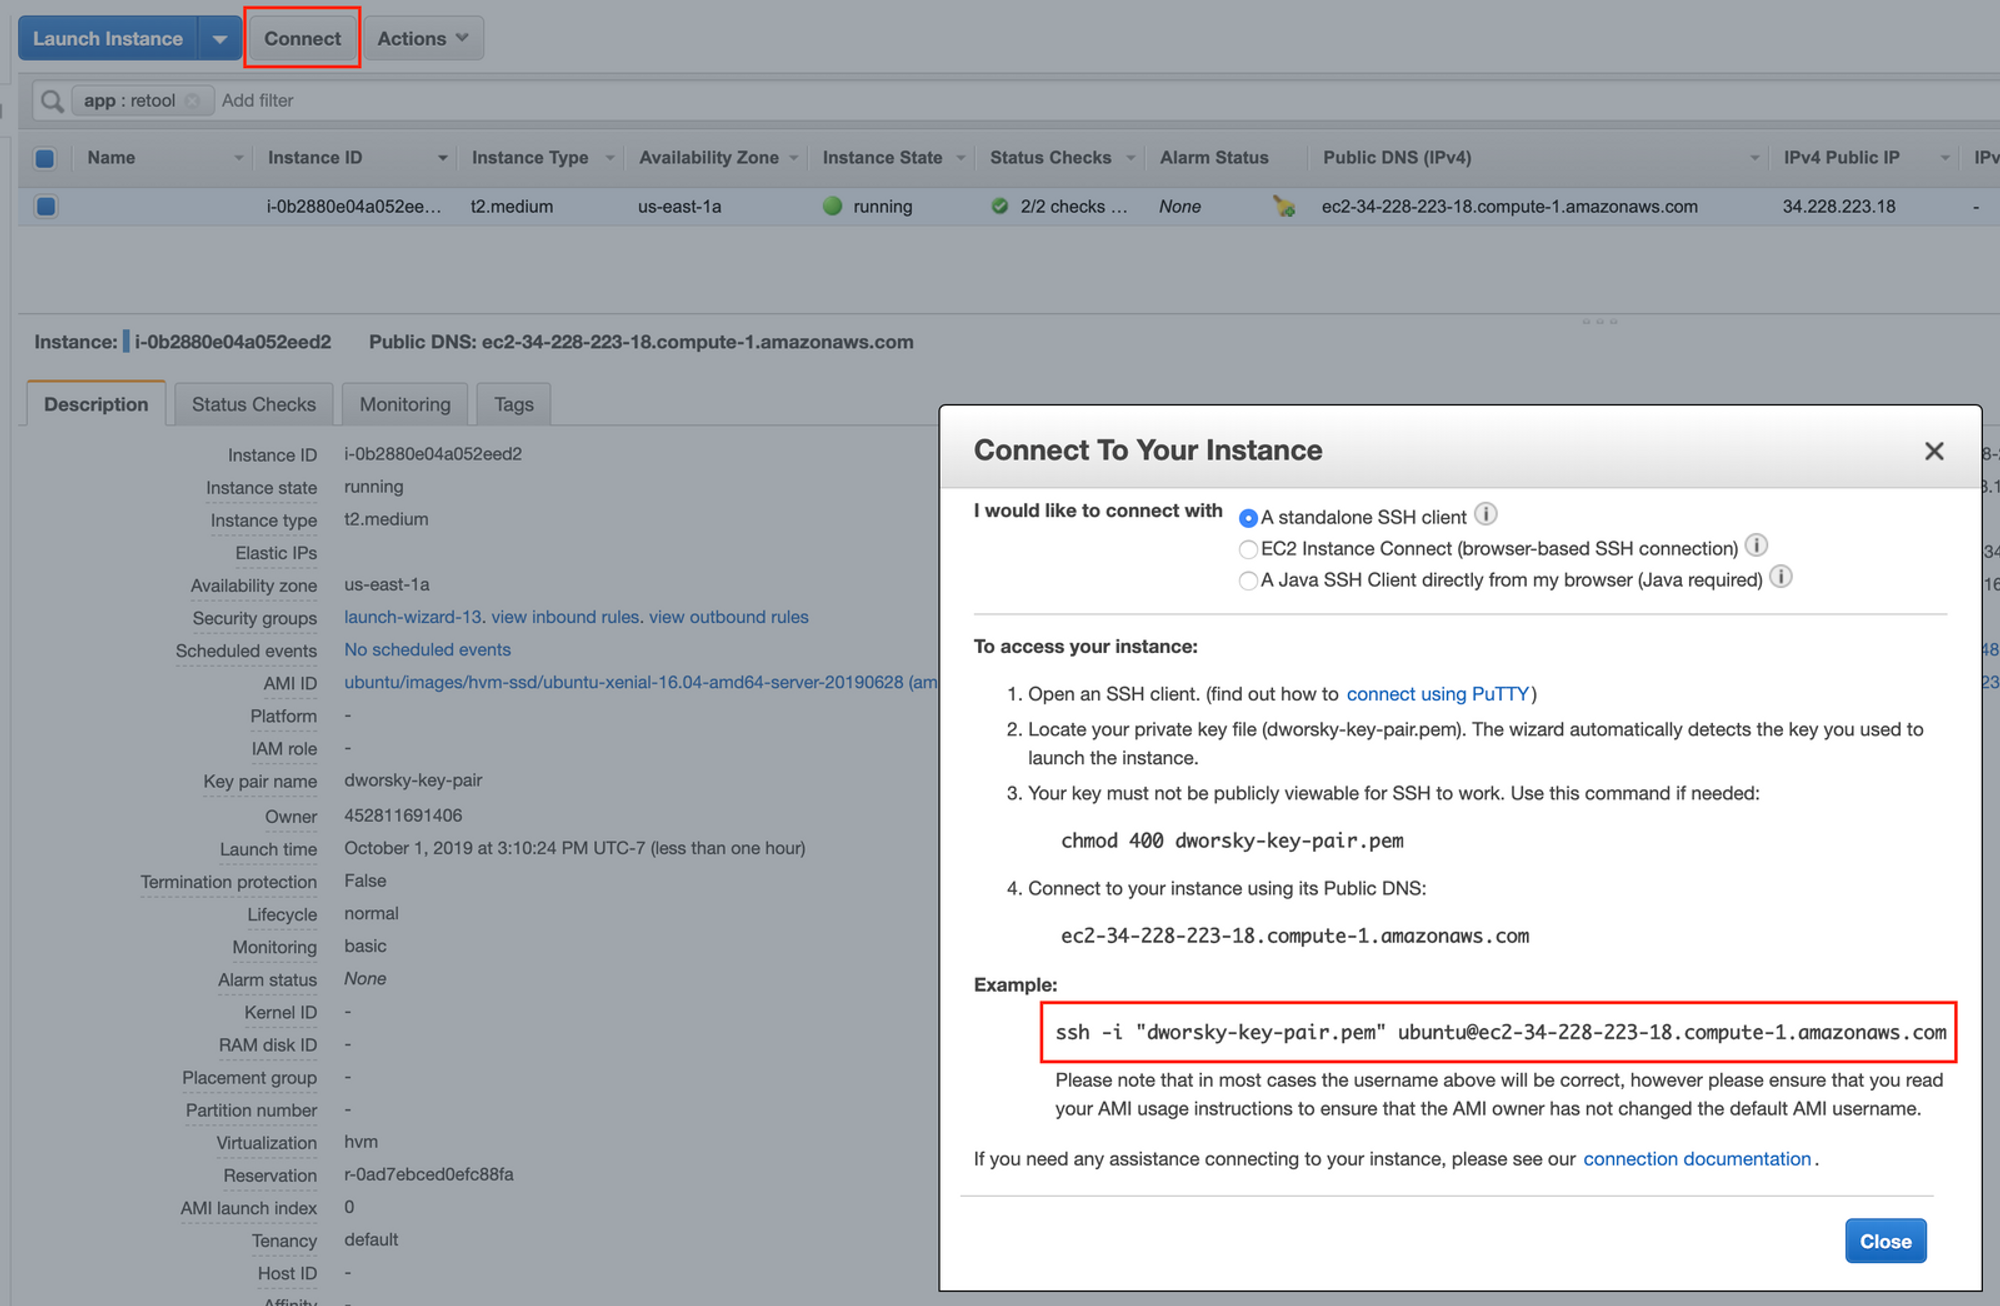 Launch Instance Connect Actions
app : retool Add filter
Name Instance ID Instance Type Availability Zone Instance State Status Checks Alarm Status Public DNS (IPv4) IPv4 Public IP
i-0b2880e04a052ee... t2.medium us-east-1a running 2/2 checks ... None ec2-34-228-223-18.compute-1.amazonaws.com 34.228.223.18 -
Instance: i-0b2880e04a052eed2 Public DNS: ec2-34-228-223-18.compute-1.amazonaws.com
Description Status Checks Monitoring Tags
Instance ID i-0b2880e04a052eed2
Instance state running
Instance type t2.medium
Elastic IPs
Availability zone us-east-1a
Security groups launch-wizard-13. view inbound rules. view outbound rules
Scheduled events No scheduled events
AMI ID ubuntu/images/hvm-ssd/ubuntu-xenial-16.04-amd64-server-20190628 (am
Platform -
IAM role -
Key pair name dworsky-key-pair
Owner 452811691406
Launch time October 1, 2019 at 3:10:24 PM UTC-7 (less than one hour)
Termination protection False
Lifecycle normal
Monitoring basic
Alarm status None
Kernel ID -
RAM disk ID -
Placement group -
Partition number -
Virtualization hvm
Reservation r-0ad7ebced0efc88fa
AMI launch index 0
Tenancy default
Host ID -
Affinity -
Connect To Your Instance
I would like to connect with A standalone SSH client
EC2 Instance Connect (browser-based SSH connection)
A Java SSH Client directly from my browser (Java required)
To access your instance:
1. Open an SSH client. (find out how to connect using PuTTY)
2. Locate your private key file (dworsky-key-pair.pem). The wizard automatically detects the key you used to
launch the instance.
3. Your key must not be publicly viewable for SSH to work. Use this command if needed:
chmod 400 dworsky-key-pair.pem
4. Connect to your instance using its Public DNS:
ec2-34-228-223-18.compute-1.amazonaws.com
Example:
ssh -i "dworsky-key-pair.pem" ubuntu@ec2-34-228-223-18.compute-1.amazonaws.com
Please note that in most cases the username above will be correct, however please ensure that you read
your AMI usage instructions to ensure that the AMI owner has not changed the default AMI username.
If you need any assistance connecting to your instance, please see our connection documentation.
Close